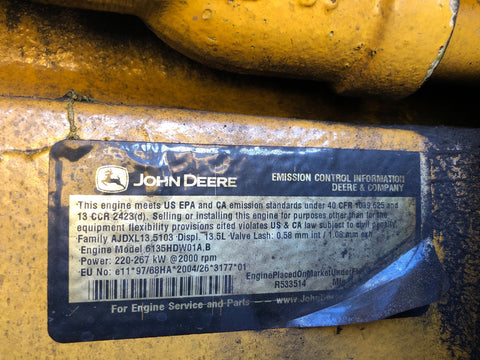 JOHN DEERE
EMISSION CONTROL INFORMATION
DEERE & COMPANY
This engine meets US EPA and CA emission standards under 40 CFR 1039.625 and
13 CCR 2423(d). Selling or installing this engine for purposes other than for the
equipment flexibility provisions cited violates US & CA law subject to civil penalty.
Family AJDXL13.5103 Displ. 13.5L Valve Lash: 0.58 mm int / 1.08 mm exh
Engine Model 6135HDW01A,B
Power: 220-267 kW @2000 rpm
EU No: e11*97/68HA*2004/26*3177*01
EnginePlacedOnMarketUnder
R533514
For Engine Service and Parts -- www.John